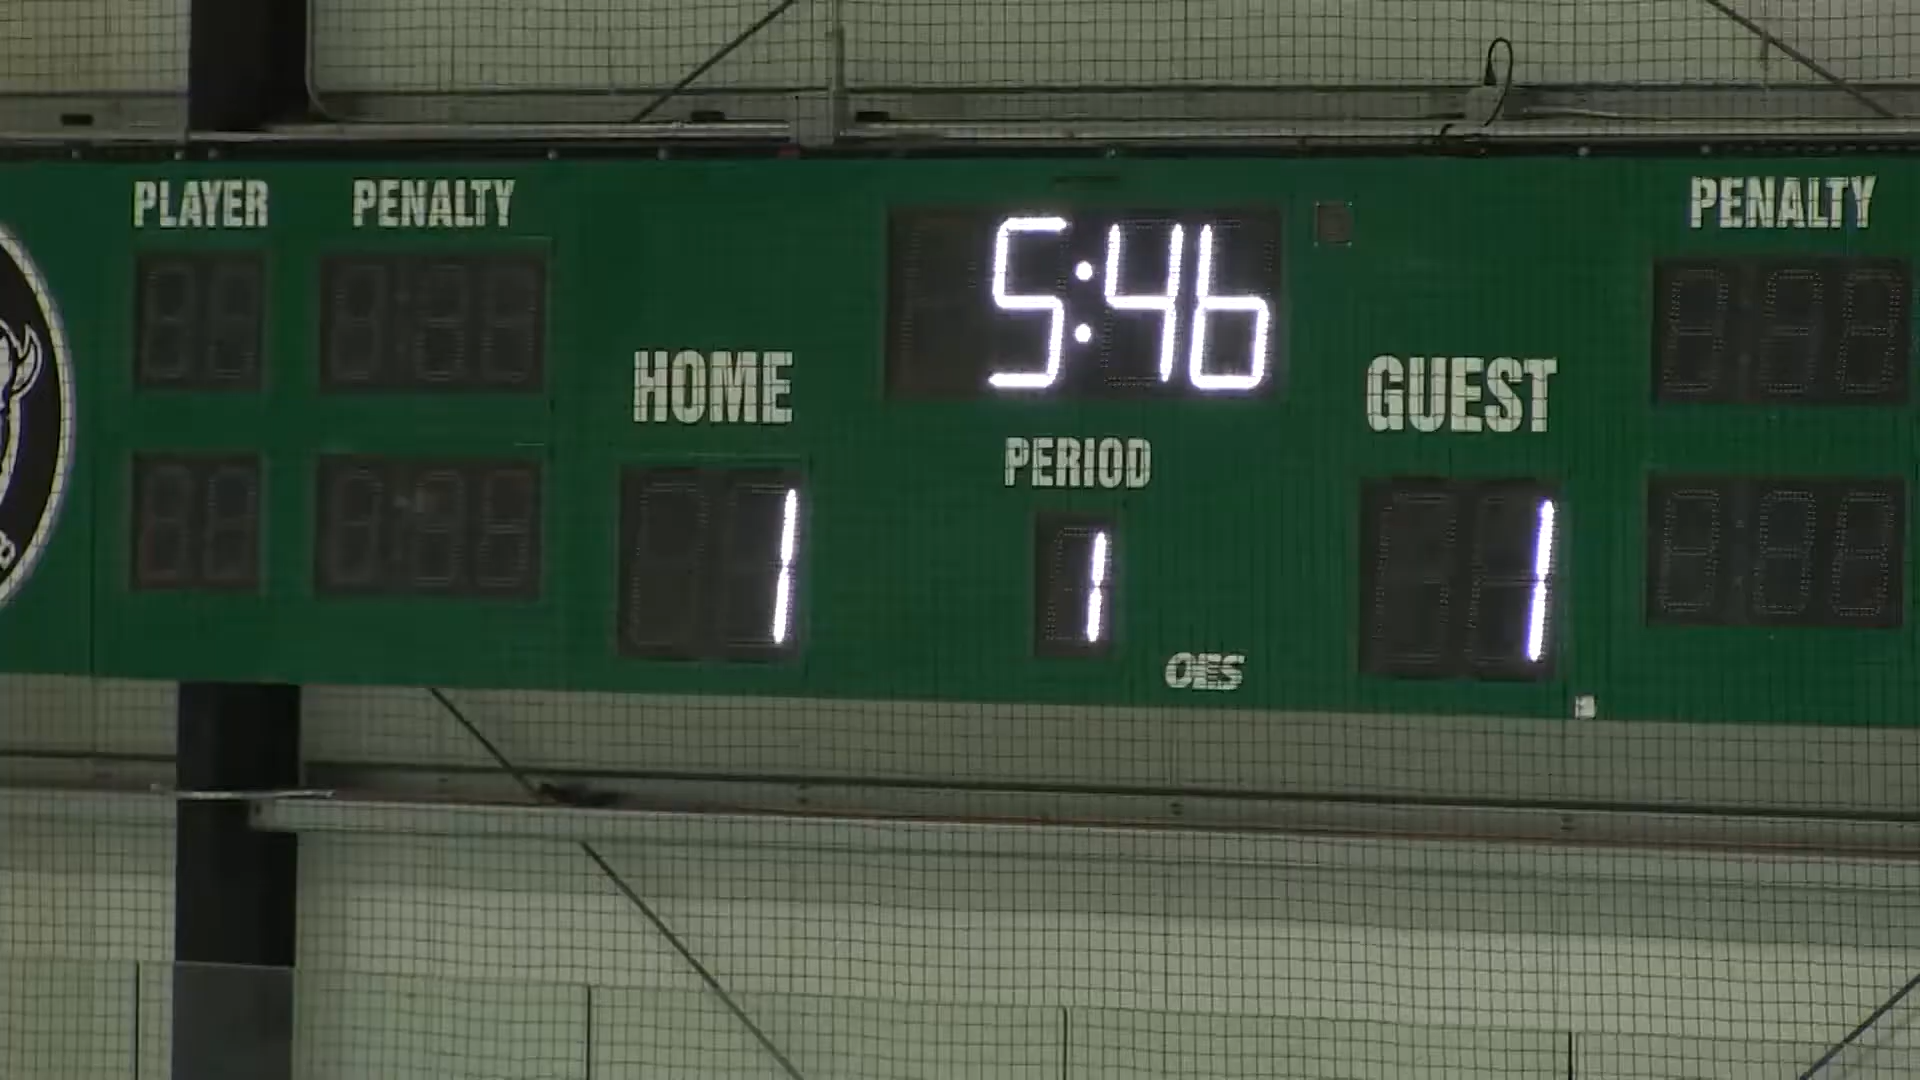 PLAYER PENALTY 5:46 PENALTY
HOME GUEST
PERIOD
1 1 1
OES